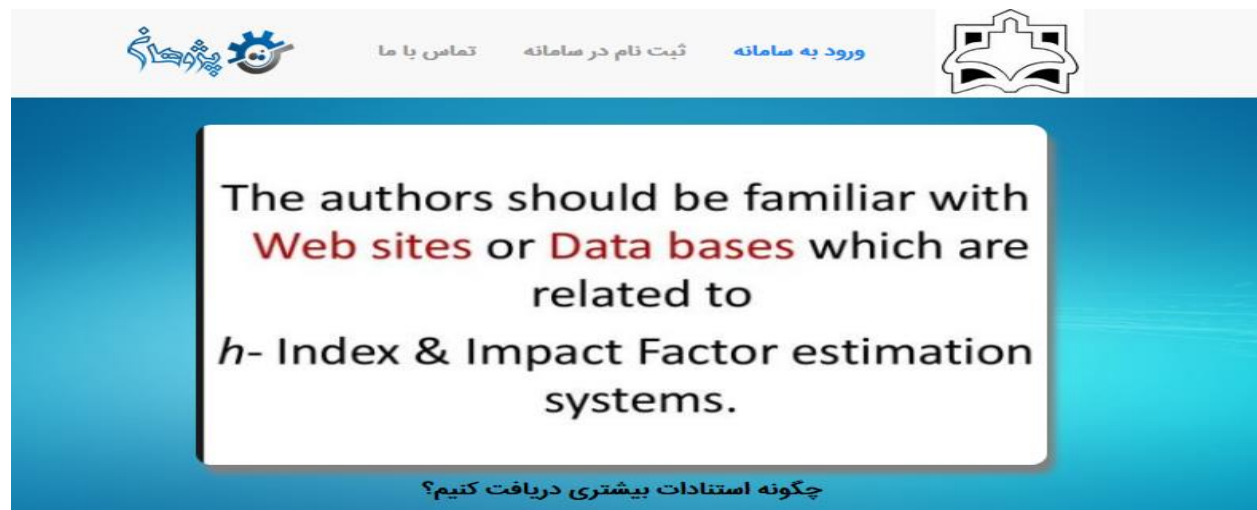 ورود به سامانه ثبت نام در سامانه تماس با ما پژوهان
The authors should be familiar with
Web sites or Data bases which are
related to
h- Index & Impact Factor estimation
systems.
چگونه استنادات بیشتری دریافت کنیم؟